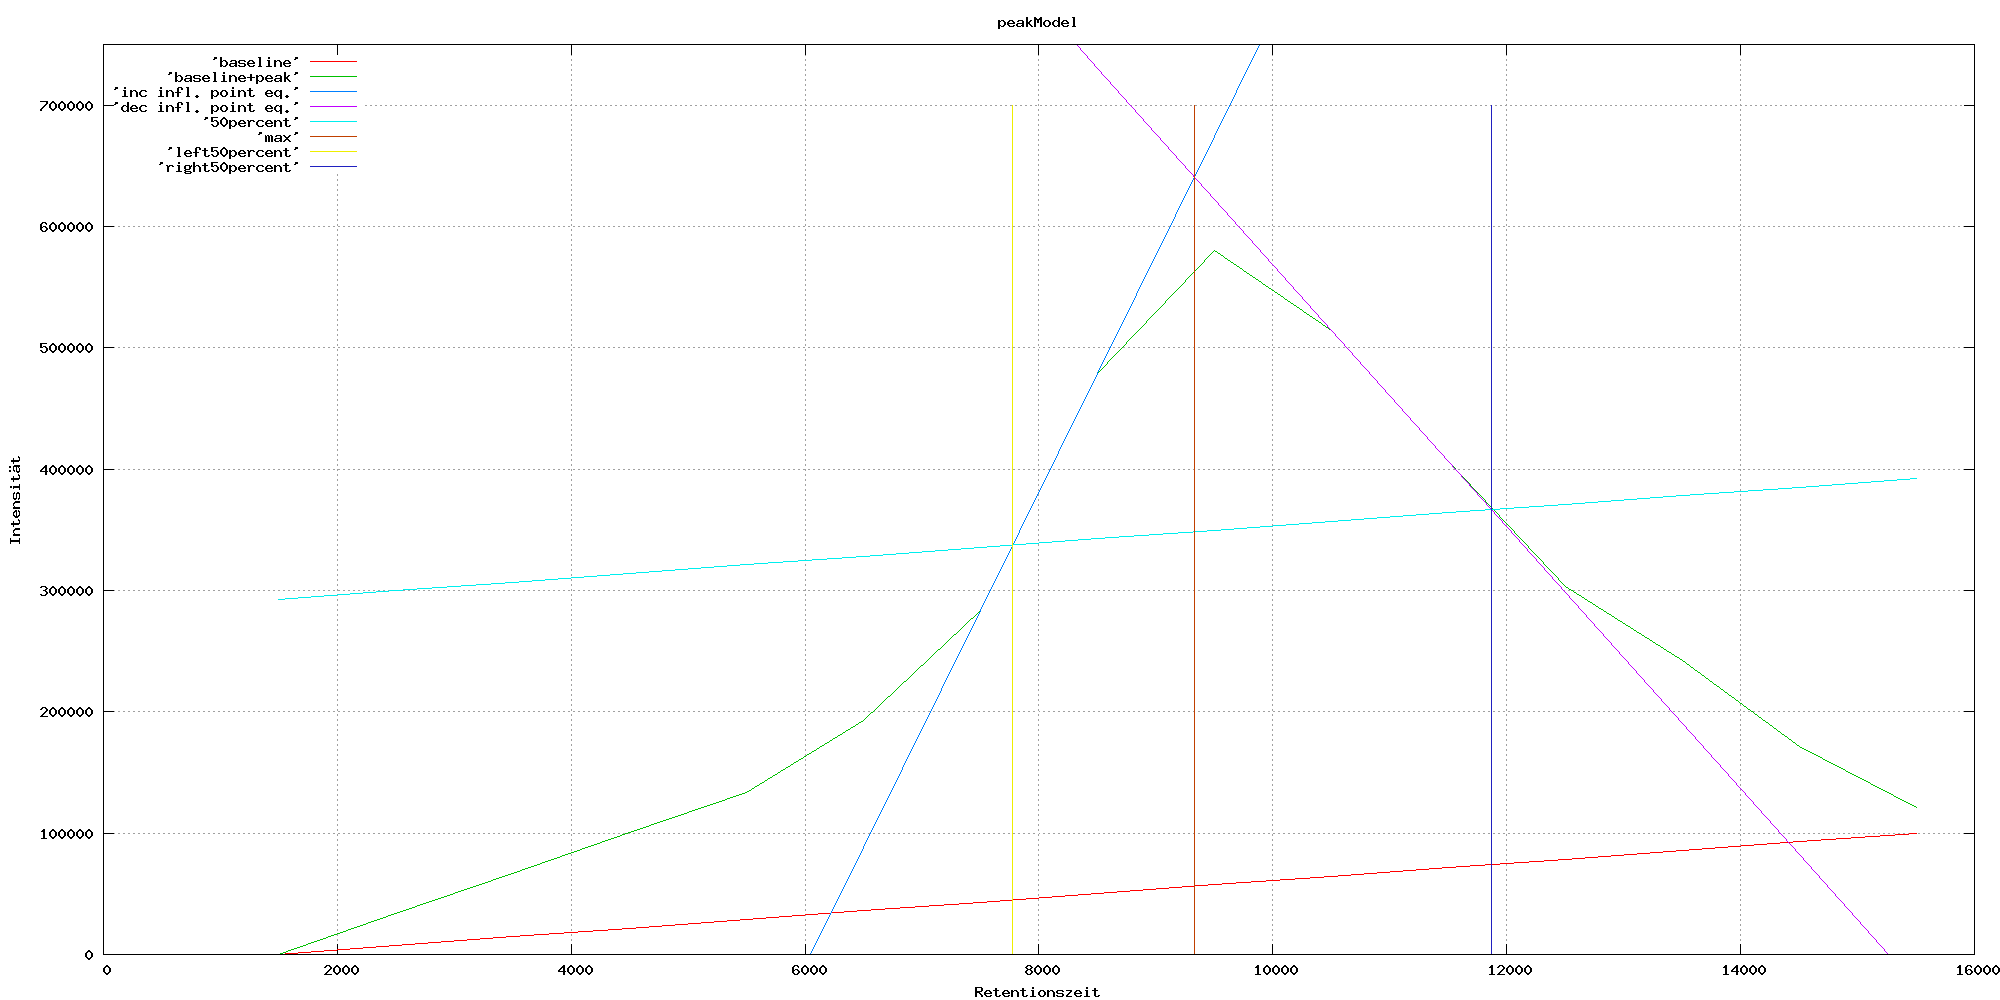 peakModel
'baseline'
'baseline+peak'
'inc infl. point eq.'
'dec infl. point eq.'
'50percent'
'max'
'left50percent'
'right50percent'
700000
600000
500000
400000
300000
200000
100000
0
Intensität
0 2000 4000 6000 8000 10000 12000 14000 16000
Retentionszeit